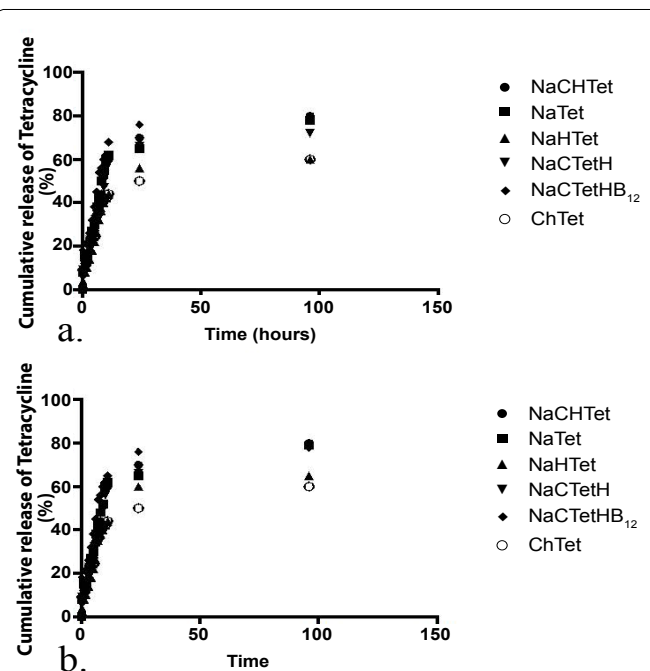 Cumulative release of Tetracycline
(%)
100
80
60
40
20
0
0
50
100
150
Time (hours)
a.
NaCHTet
NaTet
NaHTet
NaCTetH
NaCTetHB₁₂
ChTet
Cumulative release of Tetracycline
(%)
100
80
60
40
20
0
0
50
100
150
Time
b.
NaCHTet
NaTet
NaHTet
NaCTetH
NaCTetHB₁₂
ChTet